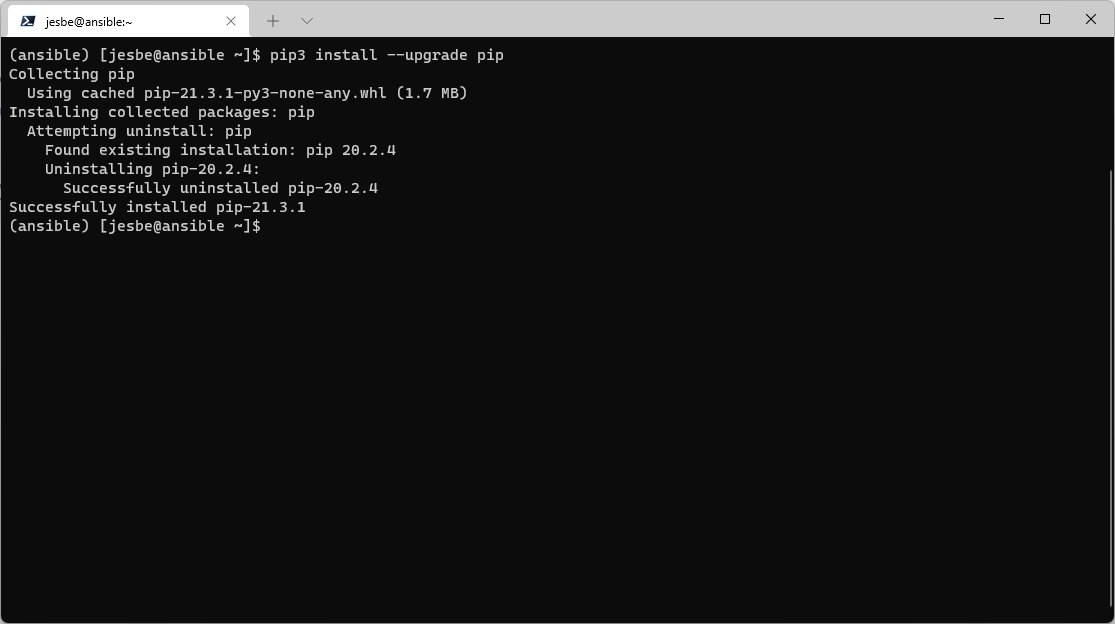 jesbe@ansible:~
(ansible) [jesbe@ansible ~]$ pip3 install --upgrade pip
Collecting pip
  Using cached pip-21.3.1-py3-none-any.whl (1.7 MB)
Installing collected packages: pip
  Attempting uninstall: pip
    Found existing installation: pip 20.2.4
    Uninstalling pip-20.2.4:
      Successfully uninstalled pip-20.2.4
Successfully installed pip-21.3.1
(ansible) [jesbe@ansible ~]$